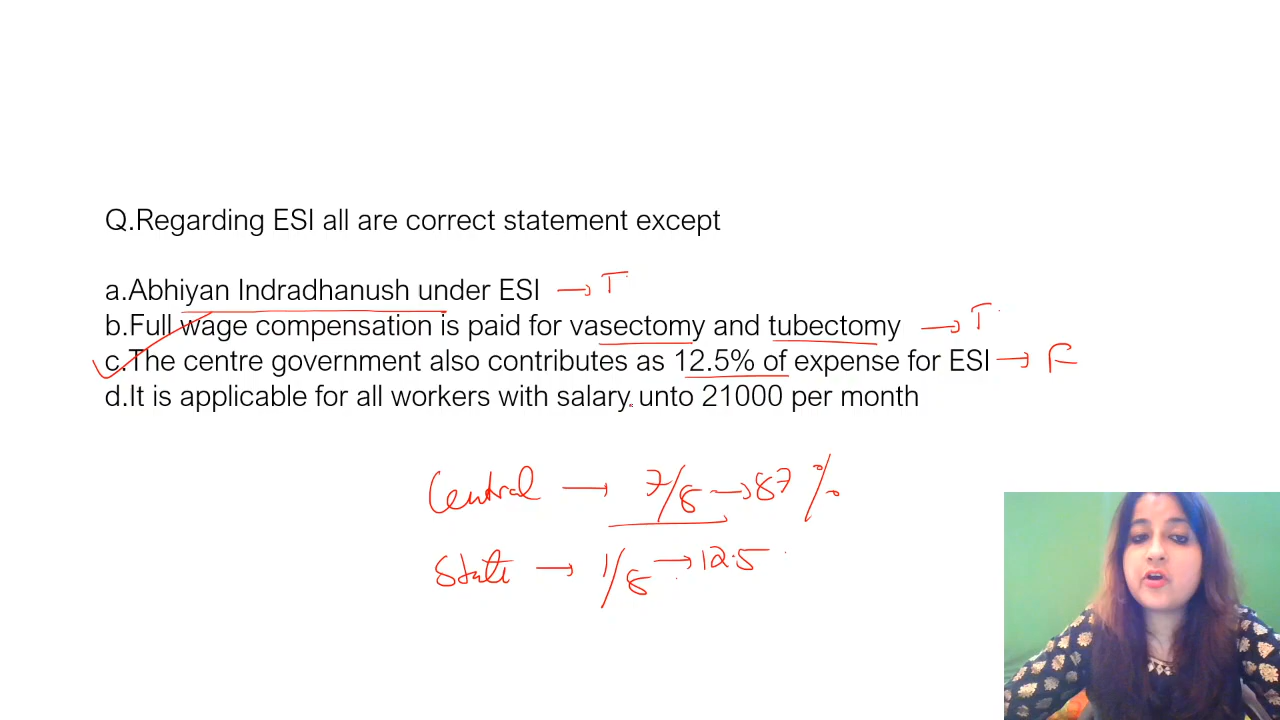 Q.Regarding ESI all are correct statement except
a.Abhiyan Indradhanush under ESI → T
b.Full wage compensation is paid for vasectomy and tubectomy → T
c.The centre government also contributes as 12.5% of expense for ESI → F
d.It is applicable for all workers with salary unto 21000 per month
Central → 7/8 → 87 %
State → 1/8 → 12.5